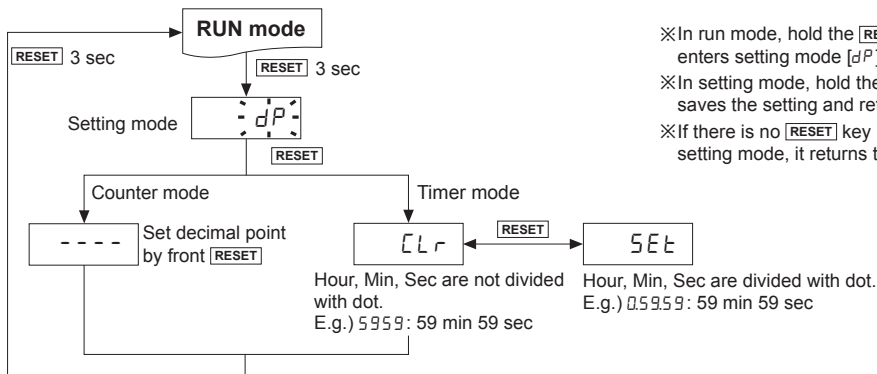 RUN mode
RESET 3 sec
RESET 3 sec
Setting mode
dP
RESET
Counter mode
Timer mode
- - - -
Set decimal point
by front RESET
CLr
RESET
SEt
Hour, Min, Sec are not divided
with dot.
E.g.) 5959: 59 min 59 sec
Hour, Min, Sec are divided with dot.
E.g.) 0.59.59: 59 min 59 sec
※In run mode, hold the
enters setting mode [dP]
※In setting mode, hold the
saves the setting and
※If there is no RESET key
setting mode, it returns